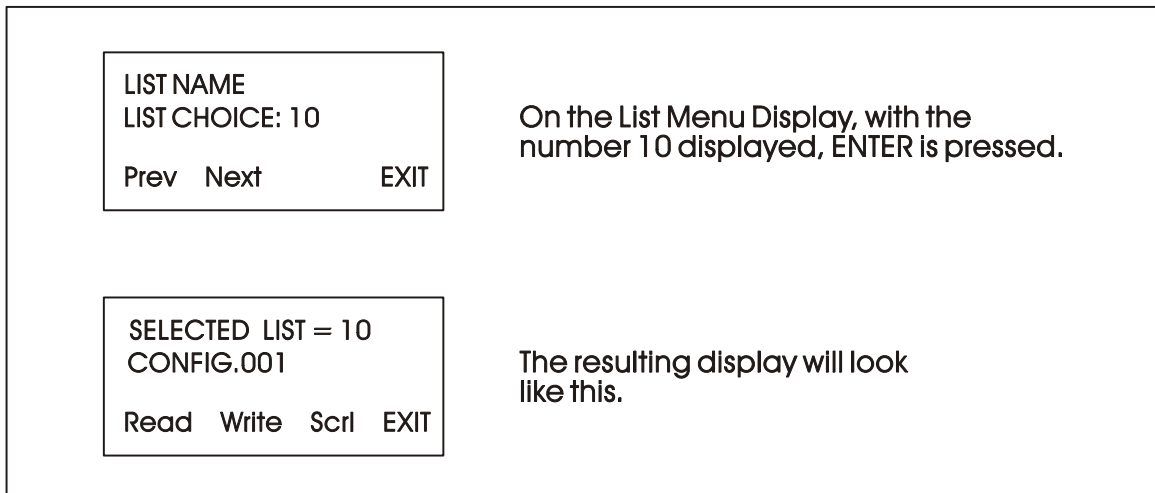 LIST NAME
LIST CHOICE: 10
Prev Next EXIT
On the List Menu Display, with the
number 10 displayed, ENTER is pressed.
SELECTED LIST = 10
CONFIG.001
Read Write Scrl EXIT
The resulting display will look
like this.